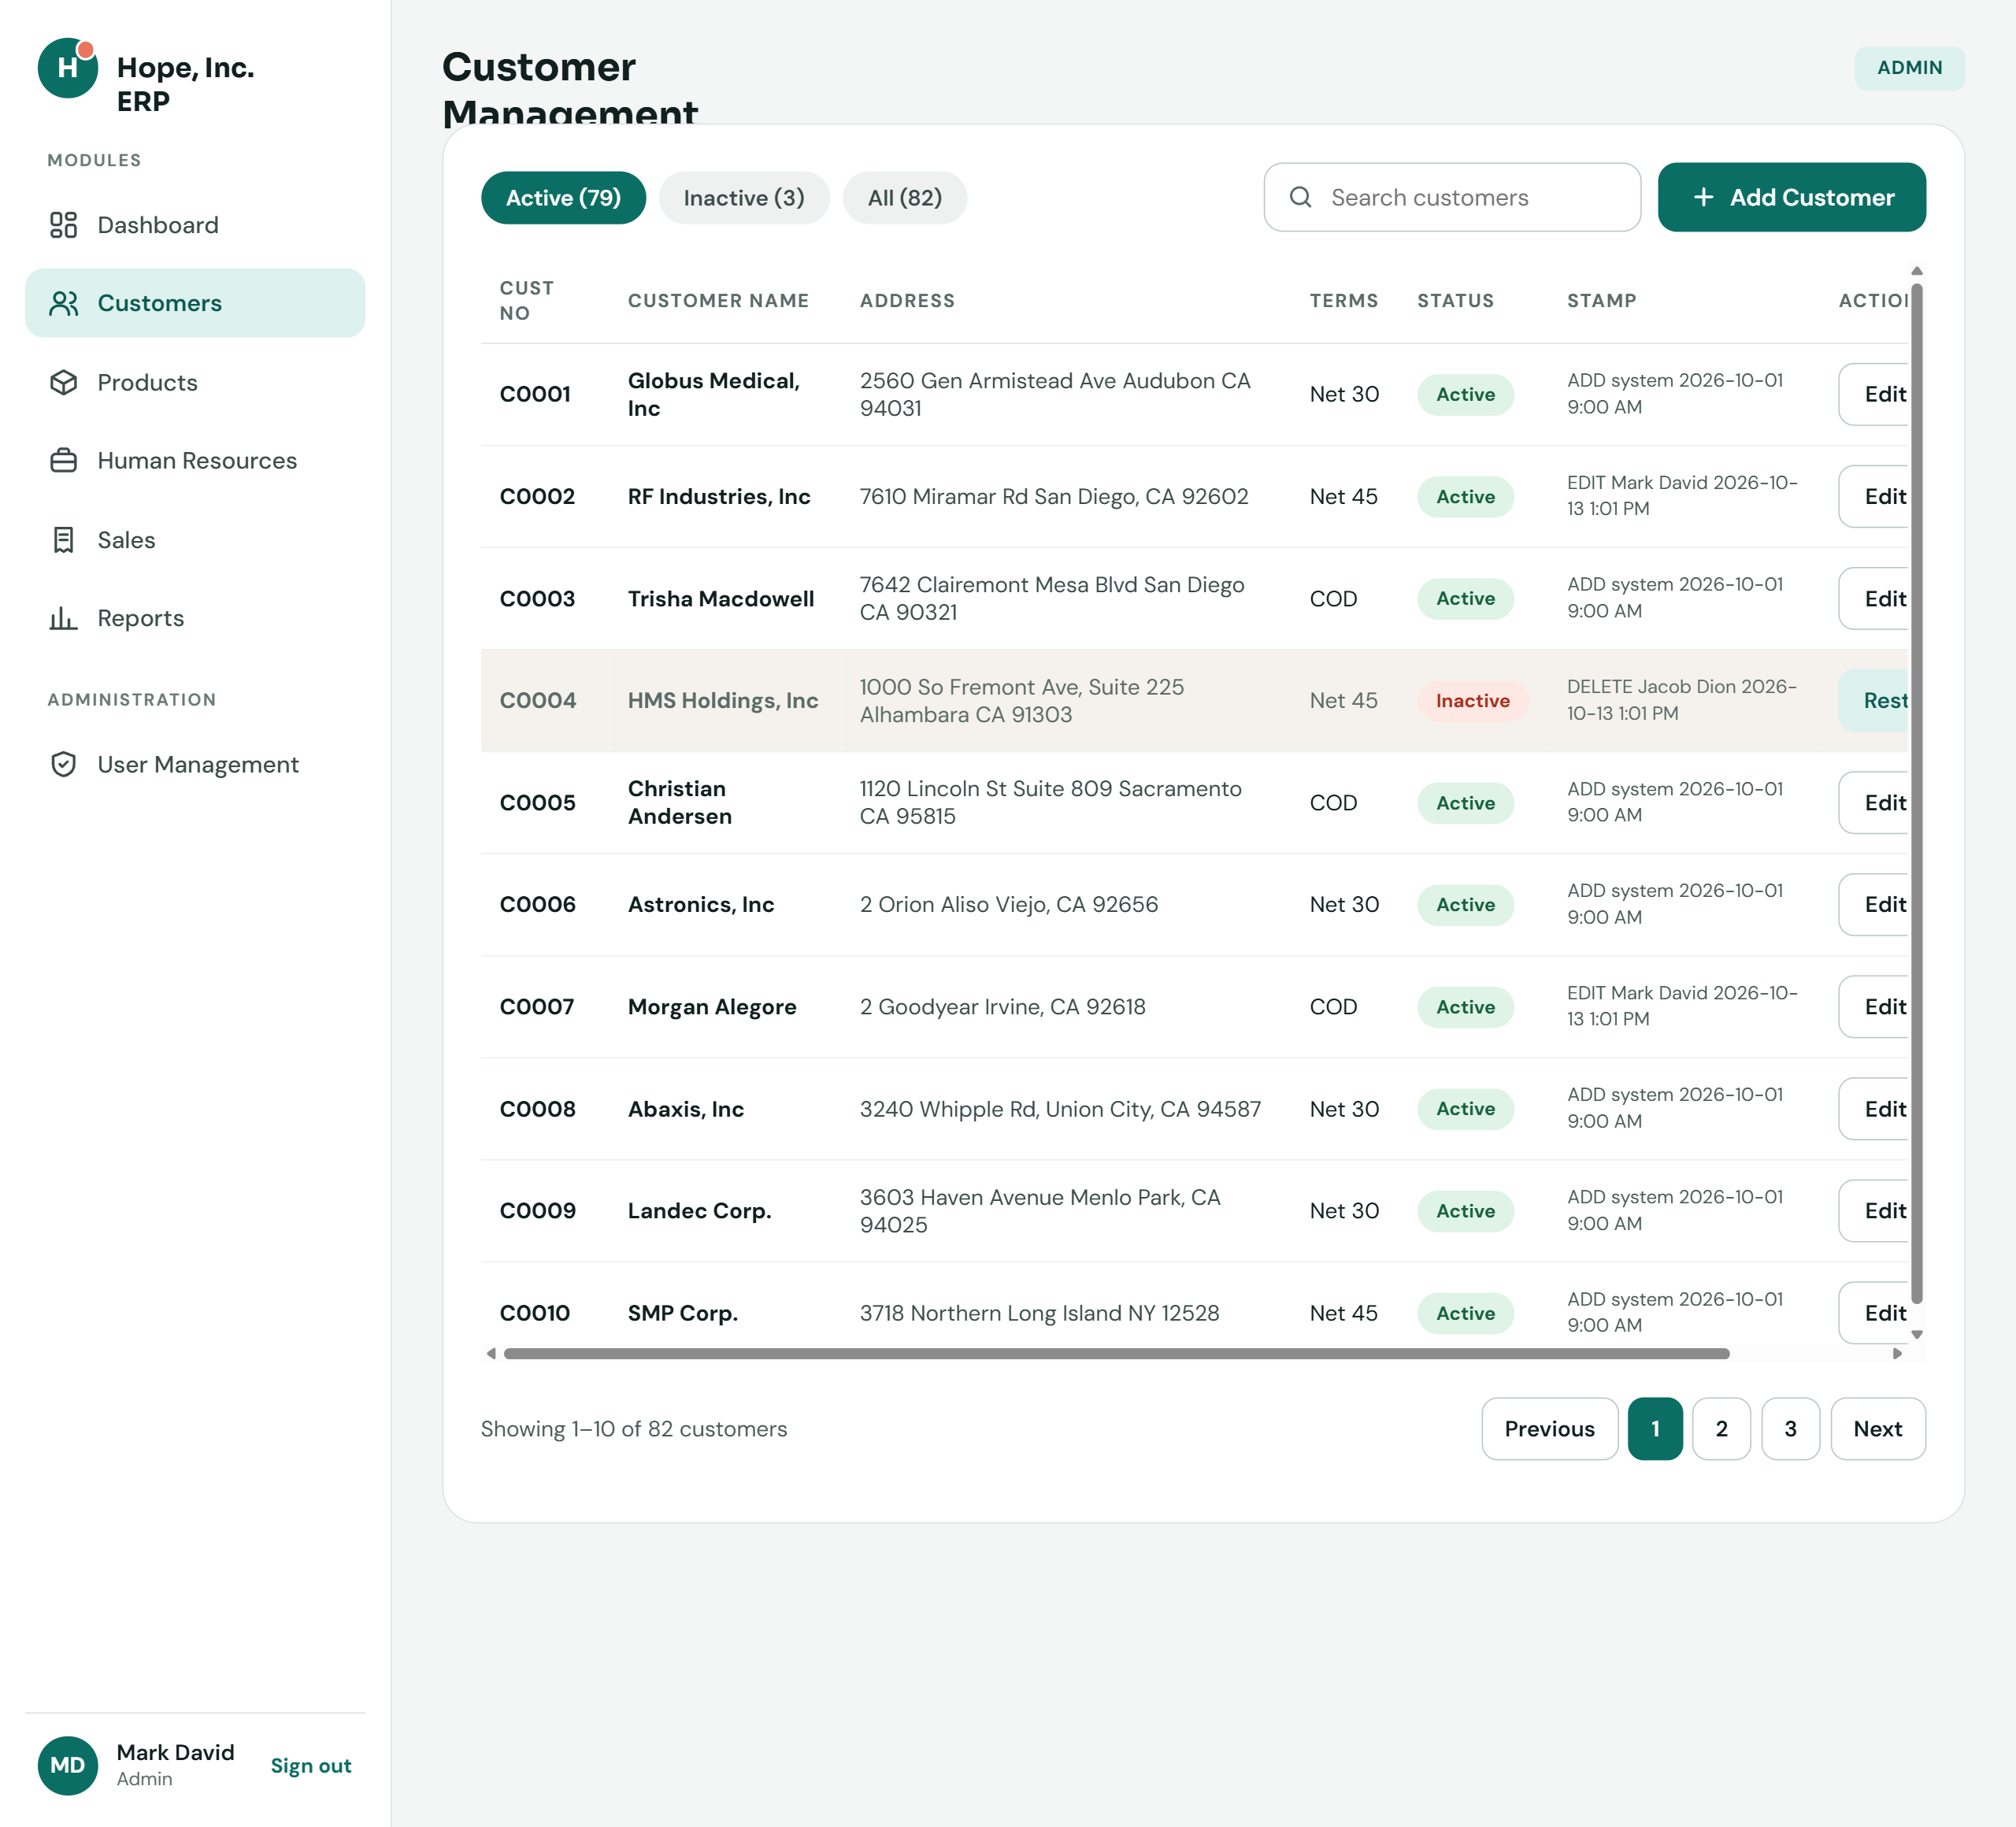 H
Hope, Inc.
ERP
MODULES
Dashboard
Customers
Products
Human Resources
Sales
Reports
ADMINISTRATION
User Management
MD
Mark David
Admin
Sign out
Customer
Management
ADMIN
Active (79)
Inactive (3)
All (82)
Search customers
+ Add Customer
CUST
NO
CUSTOMER NAME
ADDRESS
TERMS
STATUS
STAMP
ACTIO
C0001
Globus Medical,
Inc
2560 Gen Armistead Ave Audubon CA
94031
Net 30
Active
ADD system 2026-10-01
9:00 AM
Edit
C0002
RF Industries, Inc
7610 Miramar Rd San Diego, CA 92602
Net 45
Active
EDIT Mark David 2026-10-
13 1:01 PM
Edit
C0003
Trisha Macdowell
7642 Clairemont Mesa Blvd San Diego
CA 90321
COD
Active
ADD system 2026-10-01
9:00 AM
Edit
C0004
HMS Holdings, Inc
1000 So Fremont Ave, Suite 225
Alhambara CA 91303
Net 45
Inactive
DELETE Jacob Dion 2026-
10-13 1:01 PM
Rest
C0005
Christian
Andersen
1120 Lincoln St Suite 809 Sacramento
CA 95815
COD
Active
ADD system 2026-10-01
9:00 AM
Edit
C0006
Astronics, Inc
2 Orion Aliso Viejo, CA 92656
Net 30
Active
ADD system 2026-10-01
9:00 AM
Edit
C0007
Morgan Alegore
2 Goodyear Irvine, CA 92618
COD
Active
EDIT Mark David 2026-10-
13 1:01 PM
Edit
C0008
Abaxis, Inc
3240 Whipple Rd, Union City, CA 94587
Net 30
Active
ADD system 2026-10-01
9:00 AM
Edit
C0009
Landec Corp.
3603 Haven Avenue Menlo Park, CA
94025
Net 30
Active
ADD system 2026-10-01
9:00 AM
Edit
C0010
SMP Corp.
3718 Northern Long Island NY 12528
Net 45
Active
ADD system 2026-10-01
9:00 AM
Edit
Showing 1–10 of 82 customers
Previous
1
2
3
Next